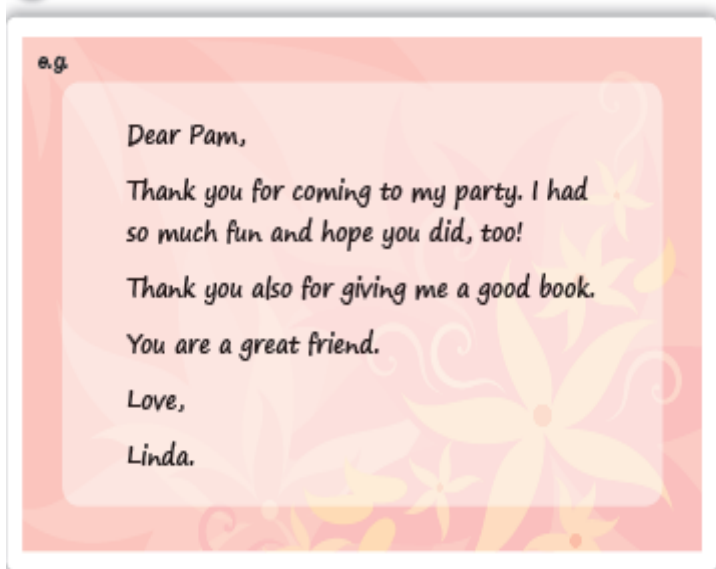 e.g.
Dear Pam,
Thank you for coming to my party. I had
so much fun and hope you did, too!
Thank you also for giving me a good book.
You are a great friend.
Love,
Linda.